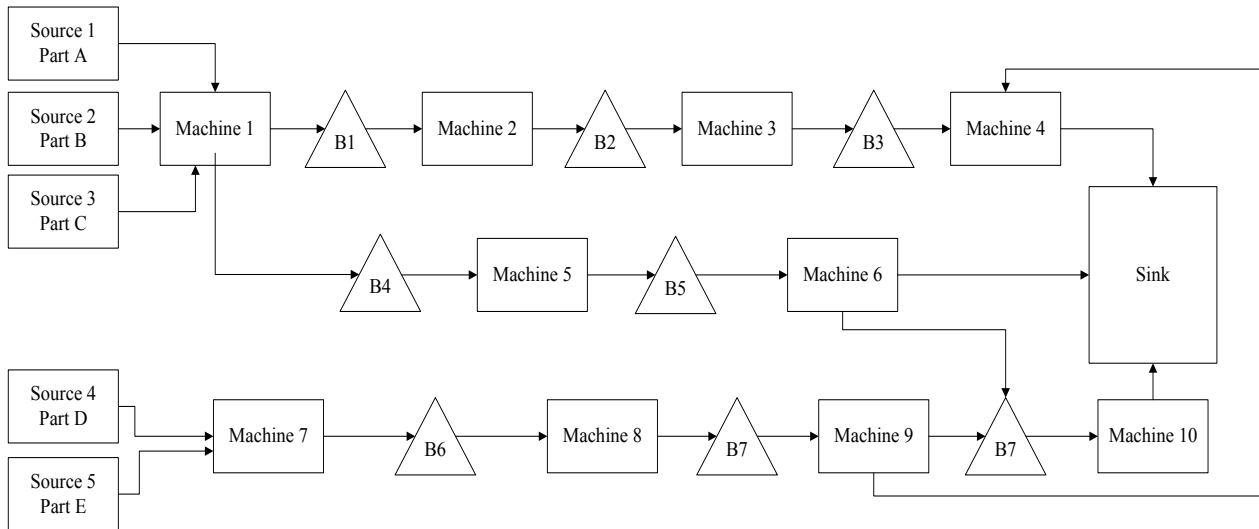 Source 1
Part A
Source 2
Part B
Machine 1
B1
Machine 2
B2
Machine 3
B3
Machine 4
Source 3
Part C
B4
Machine 5
B5
Machine 6
Sink
Source 4
Part D
Machine 7
B6
Machine 8
B7
Machine 9
B7
Machine 10
Source 5
Part E